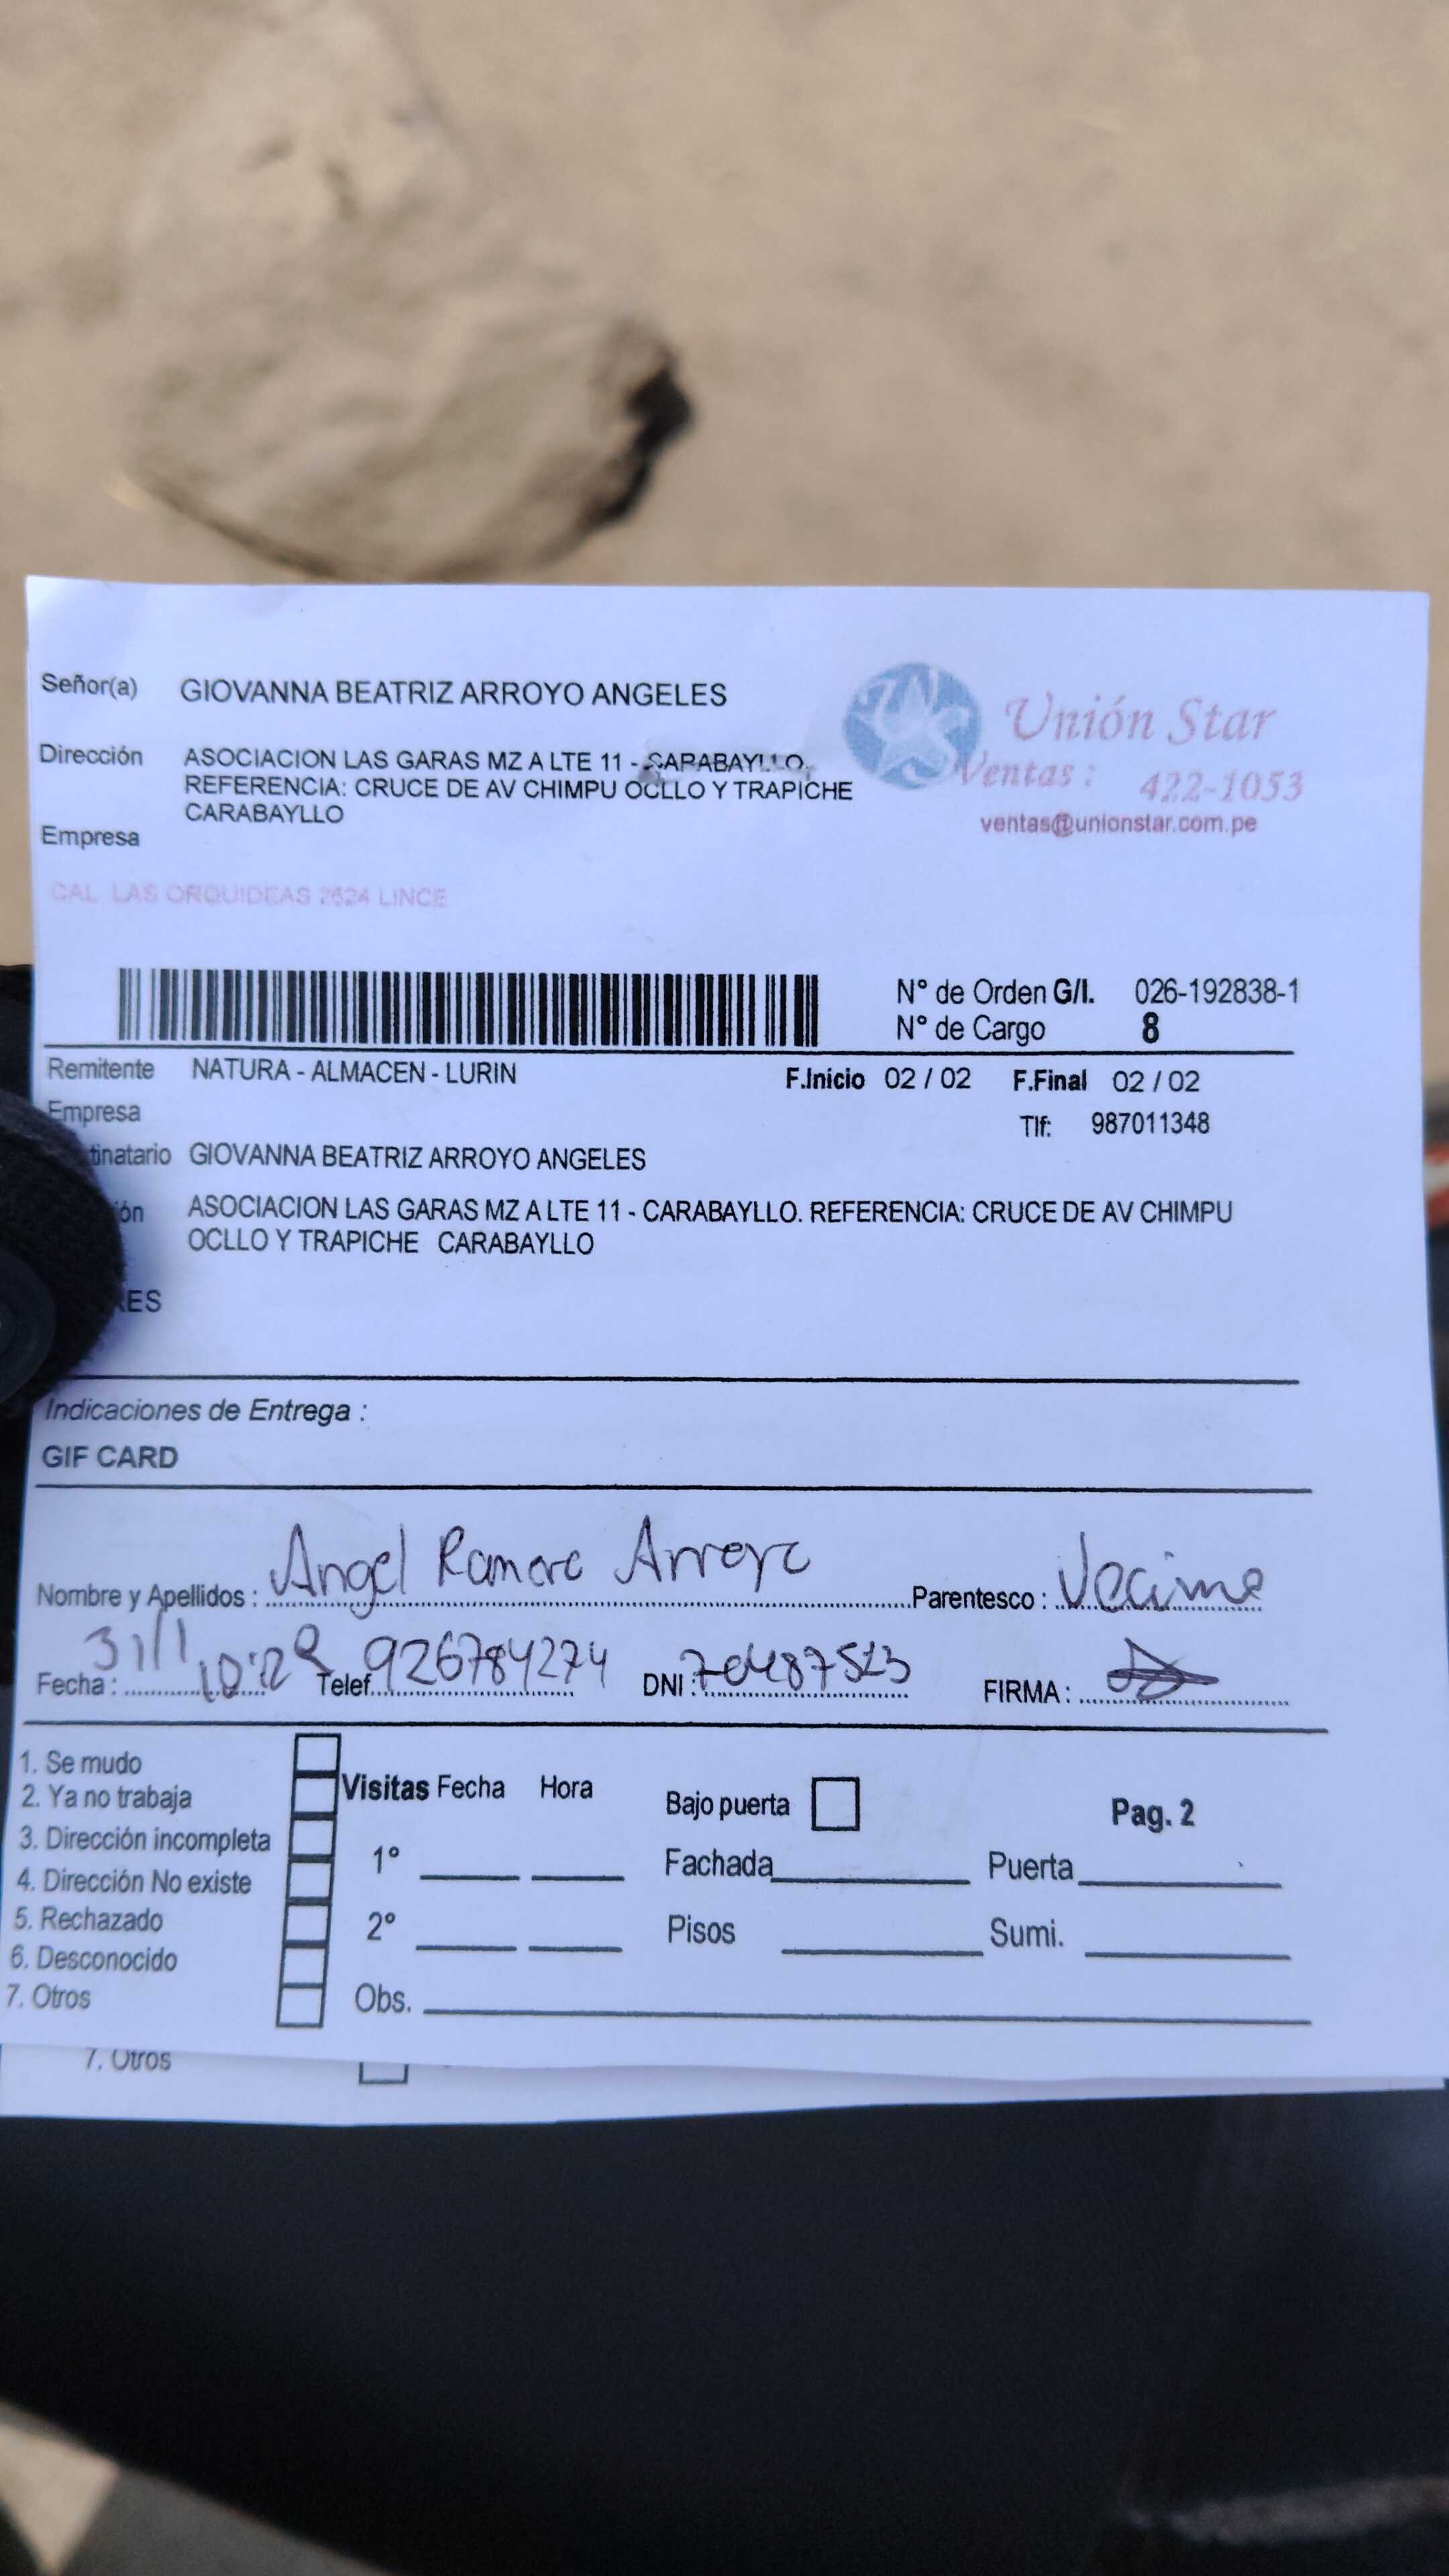 Señor(a) GIOVANNA BEATRIZ ARROYO ANGELES
Unión Star
Ventas : 422-1053
ventas@unionstar.com.pe
Dirección ASOCIACION LAS GARAS MZ A LTE 11 - CARABAYLLO.
REFERENCIA: CRUCE DE AV CHIMPU OCLLO Y TRAPICHE
CARABAYLLO
Empresa
CAL LAS ORQUIDEAS 2624 LINCE
N° de Orden G/I. 026-192838-1
N° de Cargo 8
Remitente NATURA - ALMACEN - LURIN F.Inicio 02 / 02 F.Final 02 / 02
Empresa Tlf: 987011348
tinatario GIOVANNA BEATRIZ ARROYO ANGELES
ón ASOCIACION LAS GARAS MZ A LTE 11 - CARABAYLLO. REFERENCIA: CRUCE DE AV CHIMPU
OCLLO Y TRAPICHE CARABAYLLO
RES
Indicaciones de Entrega :
GIF CARD
Nombre y Apellidos : Angel Ramore Arroyo Parentesco : Vecima
Fecha : 31/1 Telef. 926784274 DNI : FIRMA :
1. Se mudo
2. Ya no trabaja
3. Dirección incompleta
4. Dirección No existe
5. Rechazado
6. Desconocido
7. Otros
Visitas Fecha Hora
1°
2°
Obs.
Bajo puerta
Fachada
Pisos
Pag. 2
Puerta
Sumi.
7. Otros